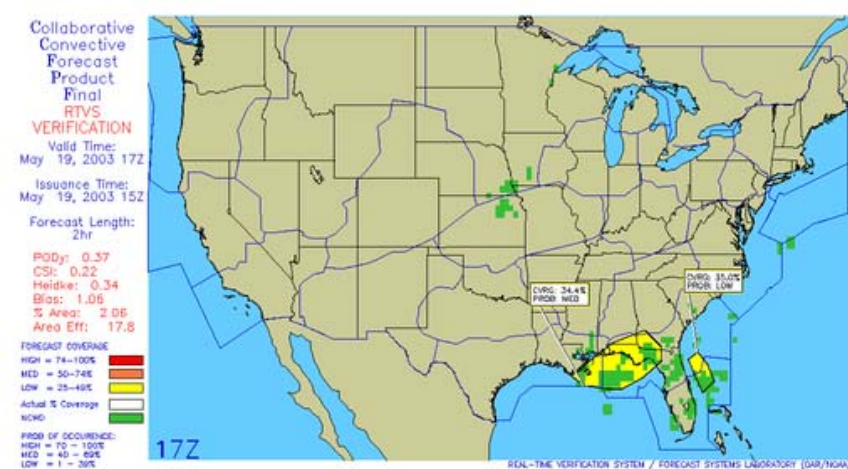 Collaborative
Convective
Forecast
Product
Final
RTVS
VERIFICATION
Valid Time:
May 19, 2003 17Z
Issuance Time:
May 19, 2003 15Z
Forecast Length:
2hr
PODy: 0.37
CSI: 0.22
Heidke: 0.34
Bias: 1.06
% Area: 2.06
Area Eff: 17.8
FORECAST COVERAGE
HIGH = 74-100%
MED = 50-74%
LOW = 25-49%
Actual % Coverage
NCWD
PROB OF OCCURENCE:
HIGH = 70 - 100%
MED = 40 - 69%
LOW = 1 - 39%
CVRG: 34.4%
PROB: MED
CVRG: 35.0%
PROB: LOW
17Z
REAL-TIME VERIFICATION SYSTEM / FORECAST SYSTEMS LABORATORY (OAR/NOAA)